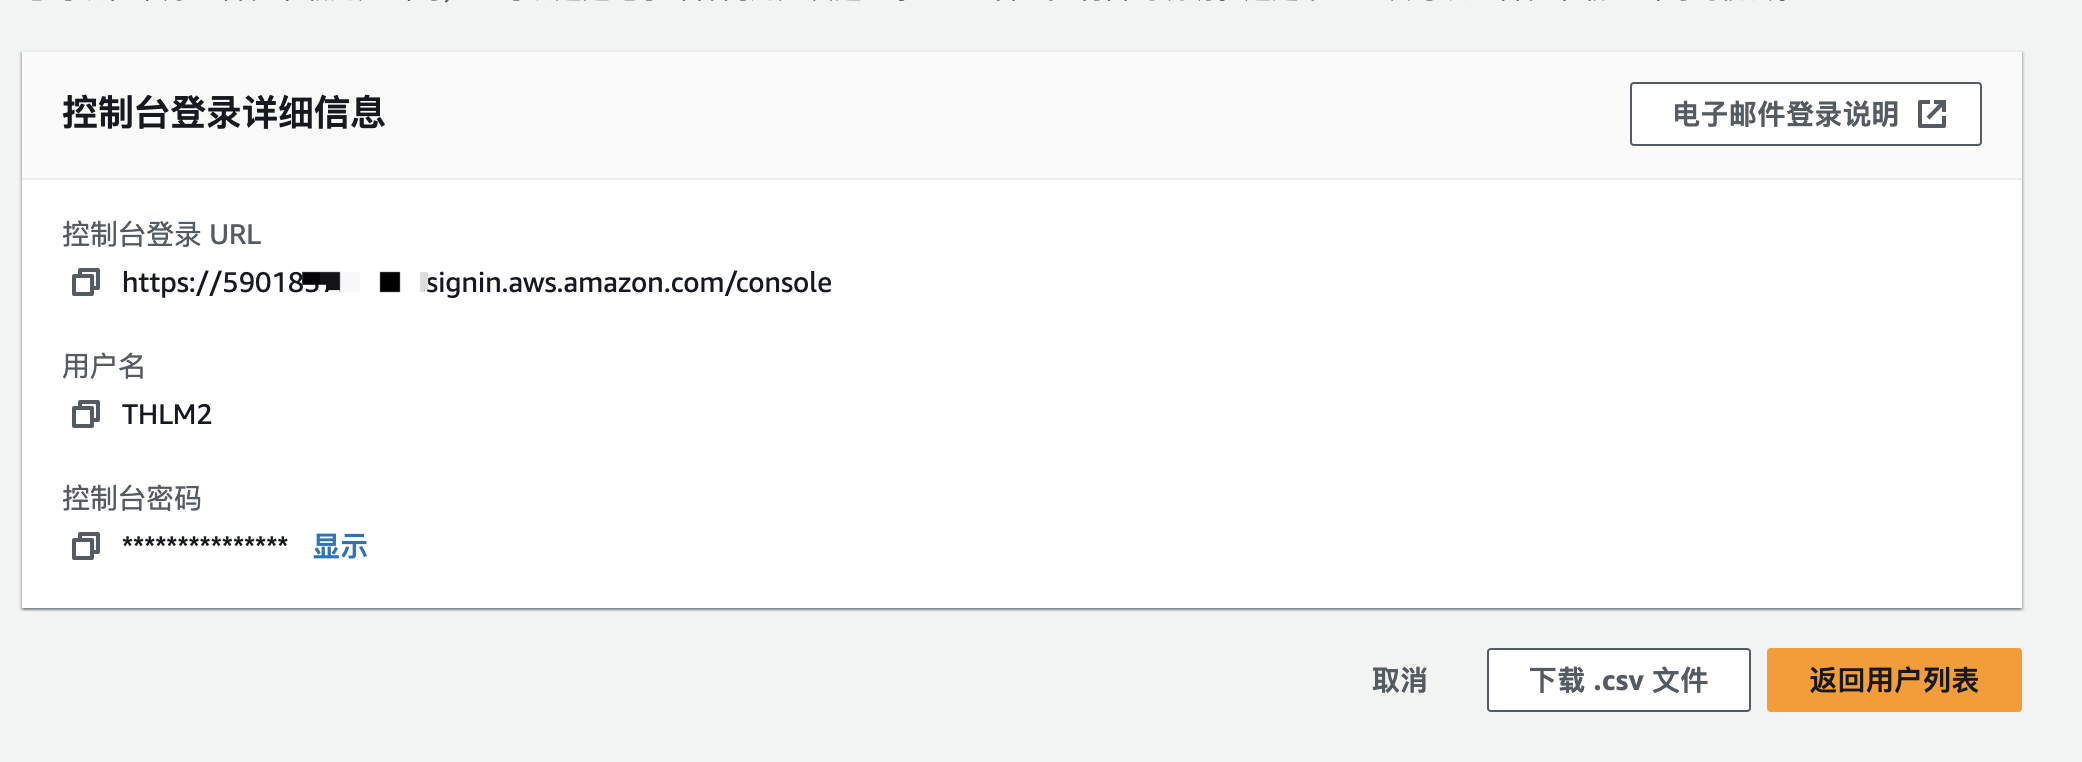 控制台登录详细信息
电子邮件登录说明
控制台登录 URL
https://59018 signin.aws.amazon.com/console
用户名
THLM2
控制台密码
*************** 显示
取消
下载 .csv 文件
返回用户列表